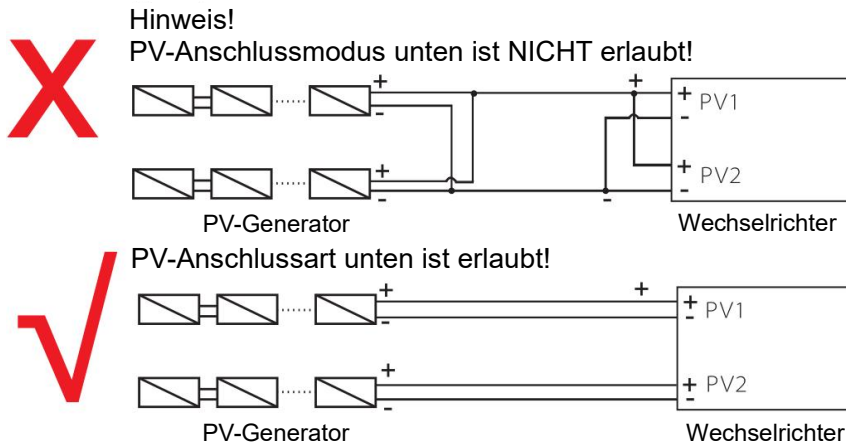 Hinweis!
PV-Anschlussmodus unten ist NICHT erlaubt!
X
+ +
+ PV1
-
-
+
+ PV2
-
- -
PV-Generator Wechselrichter
PV-Anschlussart unten ist erlaubt!
√
+ +
+ PV1
-
-
+
+ PV2
-
-
PV-Generator Wechselrichter